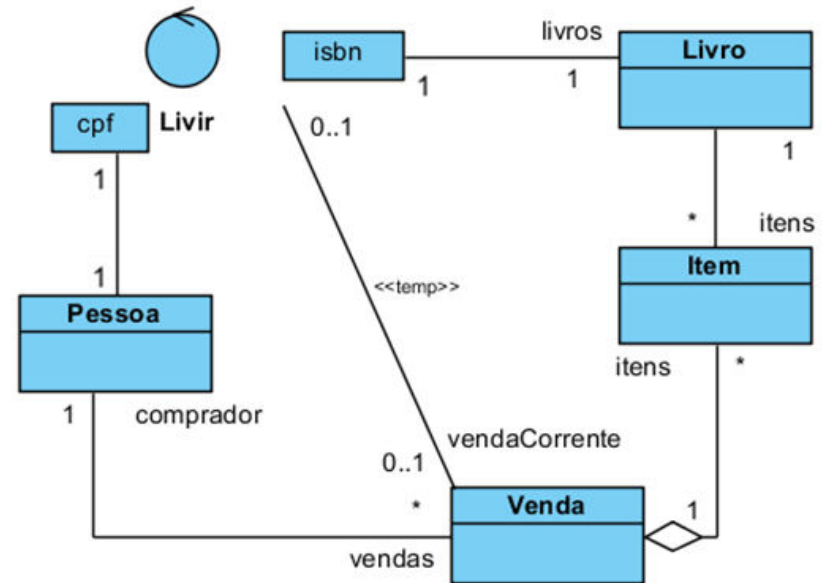 livros
isbn
Livro
1
1
cpf
Livir
0..1
1
1
*
itens
Item
<<temp>>
1
Pessoa
itens
*
1
comprador
vendaCorrente
0..1
*
Venda
1
vendas